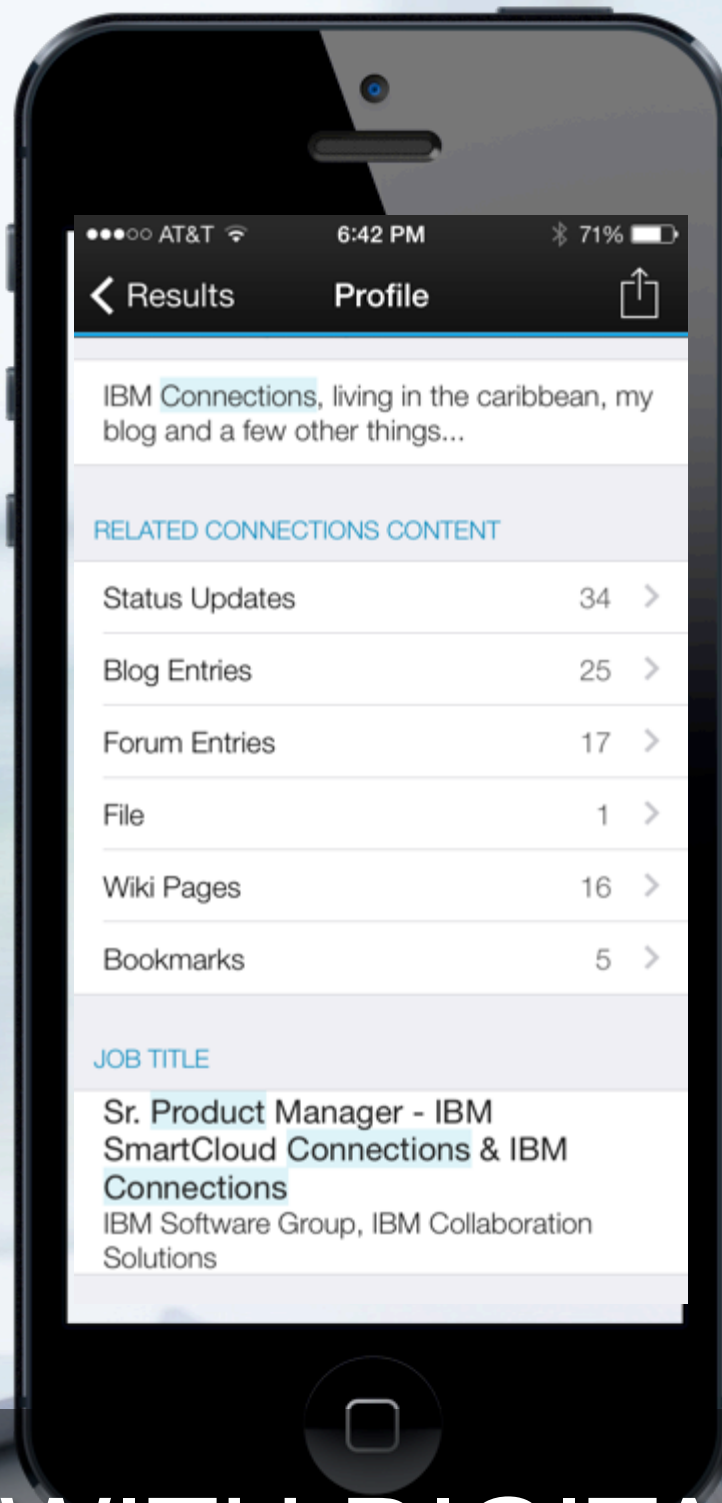 AT&T 6:42 PM 71%
Results Profile
IBM Connections, living in the caribbean, my
blog and a few other things...
RELATED CONNECTIONS CONTENT
Status Updates 34
Blog Entries 25
Forum Entries 17
File 1
Wiki Pages 16
Bookmarks 5
JOB TITLE
Sr. Product Manager - IBM
SmartCloud Connections & IBM
Connections
IBM Software Group, IBM Collaboration
Solutions